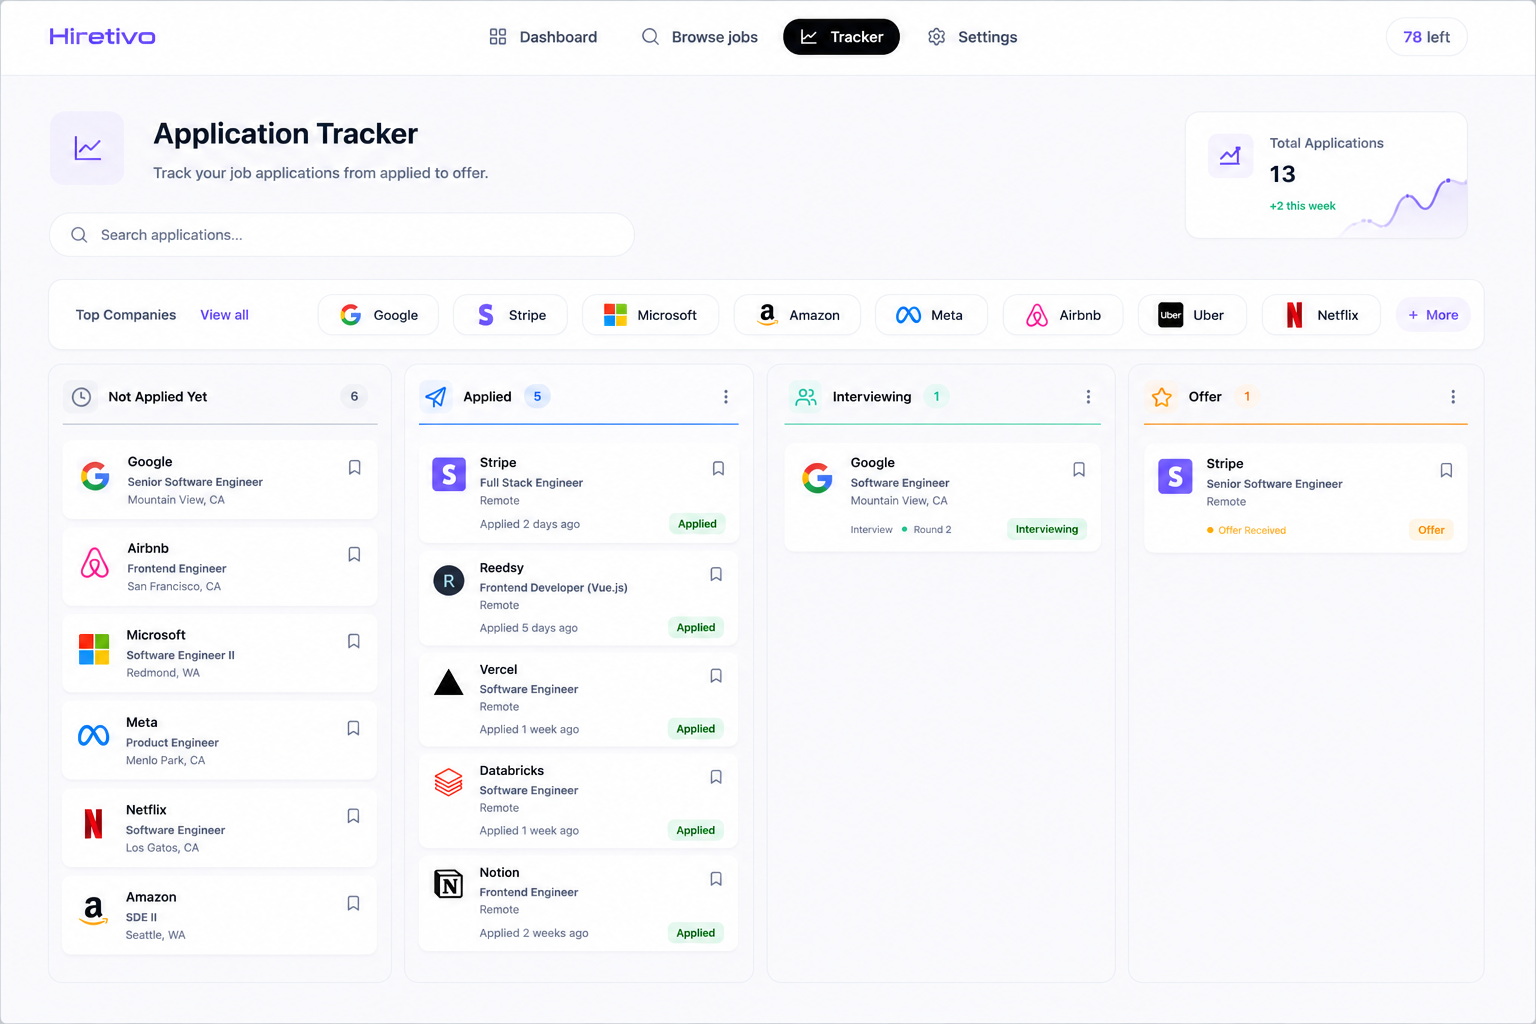 Hiretivo
Dashboard
Browse jobs
Tracker
Settings
78 left
Application Tracker
Track your job applications from applied to offer.
Total Applications
13
+2 this week
Search applications...
Top Companies
View all
Google
Stripe
Microsoft
a Amazon
Meta
Airbnb
Uber Uber
N Netflix
+ More
Not Applied Yet
6
Google
Senior Software Engineer
Mountain View, CA
Airbnb
Frontend Engineer
San Francisco, CA
Microsoft
Software Engineer II
Redmond, WA
Meta
Product Engineer
Menlo Park, CA
N
Netflix
Software Engineer
Los Gatos, CA
a
Amazon
SDE II
Seattle, WA
Applied
5
S
Stripe
Full Stack Engineer
Remote
Applied 2 days ago
Applied
R
Reedsy
Frontend Developer (Vue.js)
Remote
Applied 5 days ago
Applied
Vercel
Software Engineer
Remote
Applied 1 week ago
Applied
Databricks
Software Engineer
Remote
Applied 1 week ago
Applied
N
Notion
Frontend Engineer
Remote
Applied 2 weeks ago
Applied
Interviewing
1
Google
Software Engineer
Mountain View, CA
Interview • Round 2
Interviewing
Offer
1
S
Stripe
Senior Software Engineer
Remote
Offer Received
Offer